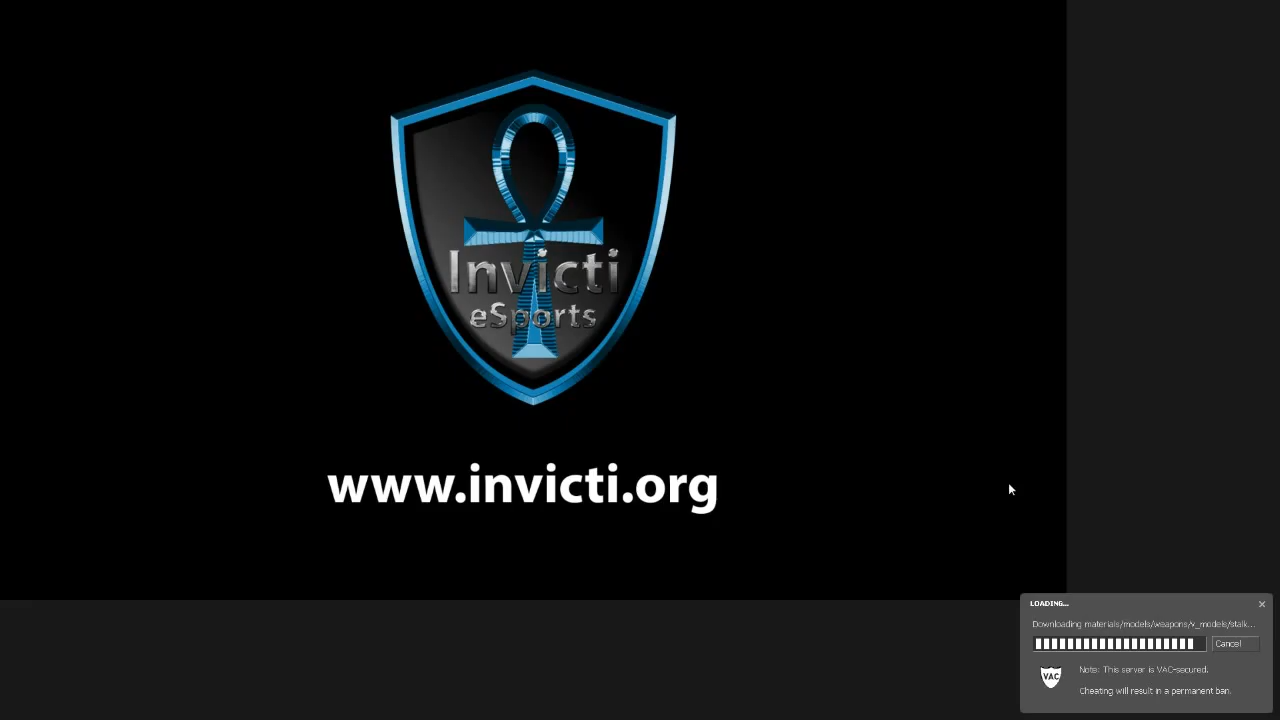 Invicti
eSports
www.invicti.org
LOADING...
Downloading materials/models/weapons/v_models/stalk...
Cancel
VAC
Note: This server is VAC-secured.
Cheating will result in a permanent ban.